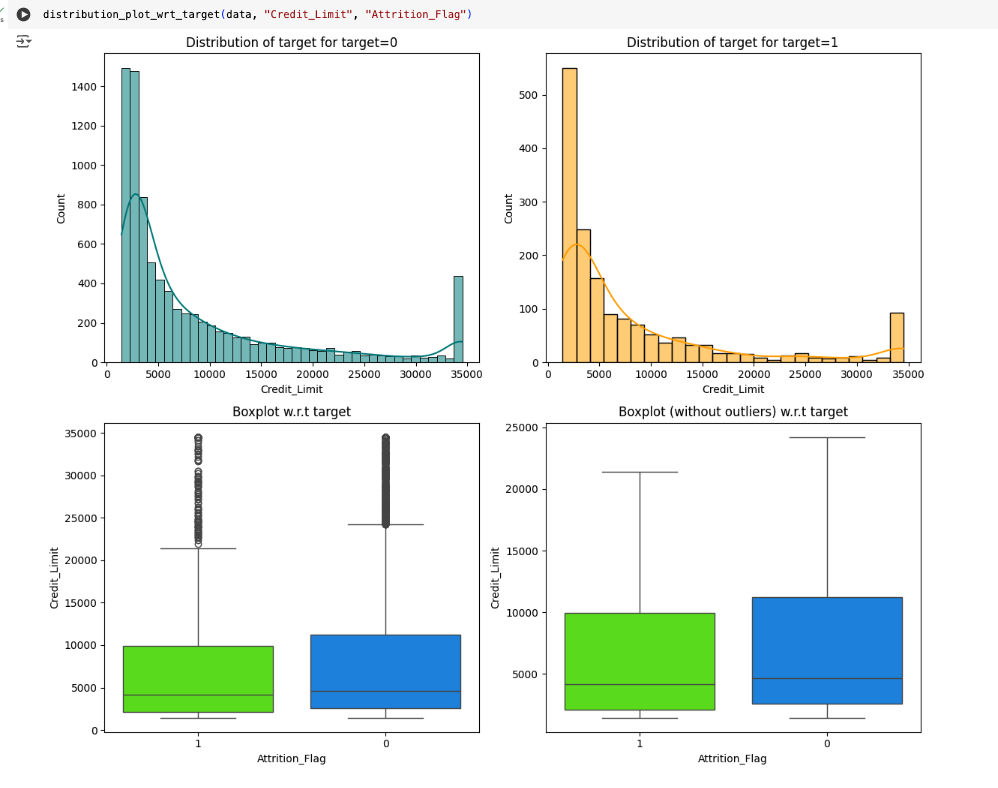 distribution_plot_wrt_target(data, "Credit_Limit", "Attrition_Flag")
Distribution of target for target=0
1400
1200
1000
800
600
400
200
0
Count
0 5000 10000 15000 20000 25000 30000 35000
Credit_Limit
Distribution of target for target=1
500
400
300
200
100
0
Count
0 5000 10000 15000 20000 25000 30000 35000
Credit_Limit
Boxplot w.r.t target
35000
30000
25000
20000
15000
10000
5000
0
Credit_Limit
1 0
Attrition_Flag
Boxplot (without outliers) w.r.t target
25000
20000
15000
10000
5000
Credit_Limit
1 0
Attrition_Flag